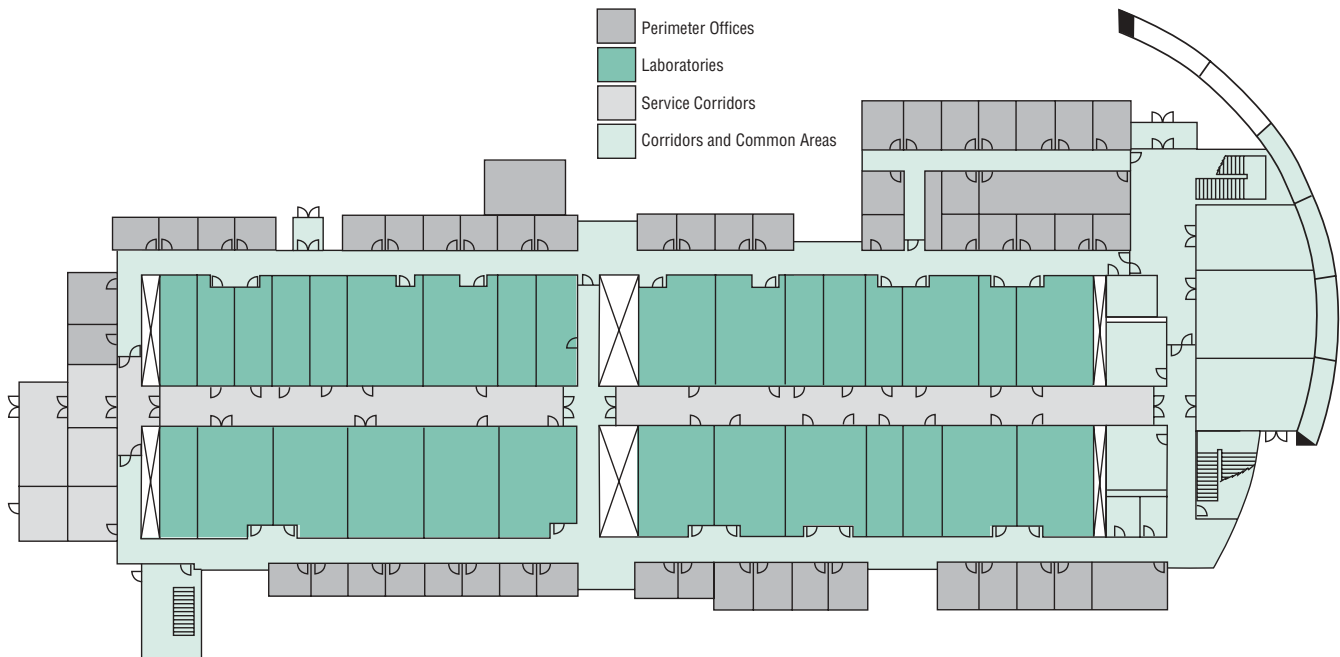 Perimeter Offices
Laboratories
Service Corridors
Corridors and Common Areas